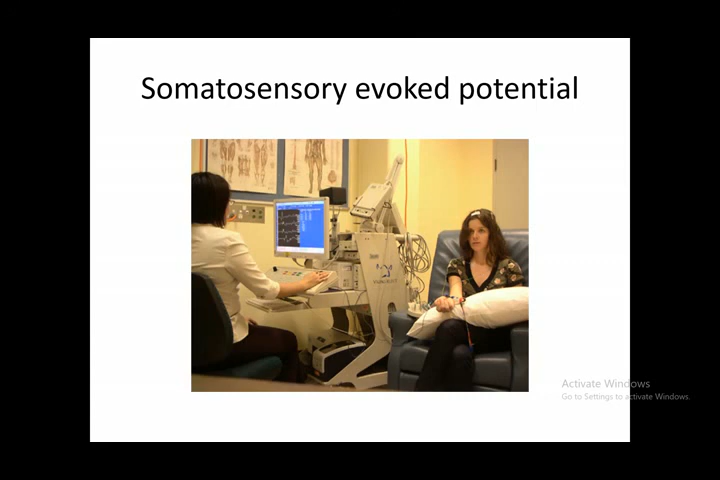 Somatosensory evoked potential
Activate Windows
Go to Settings to activate Windows.